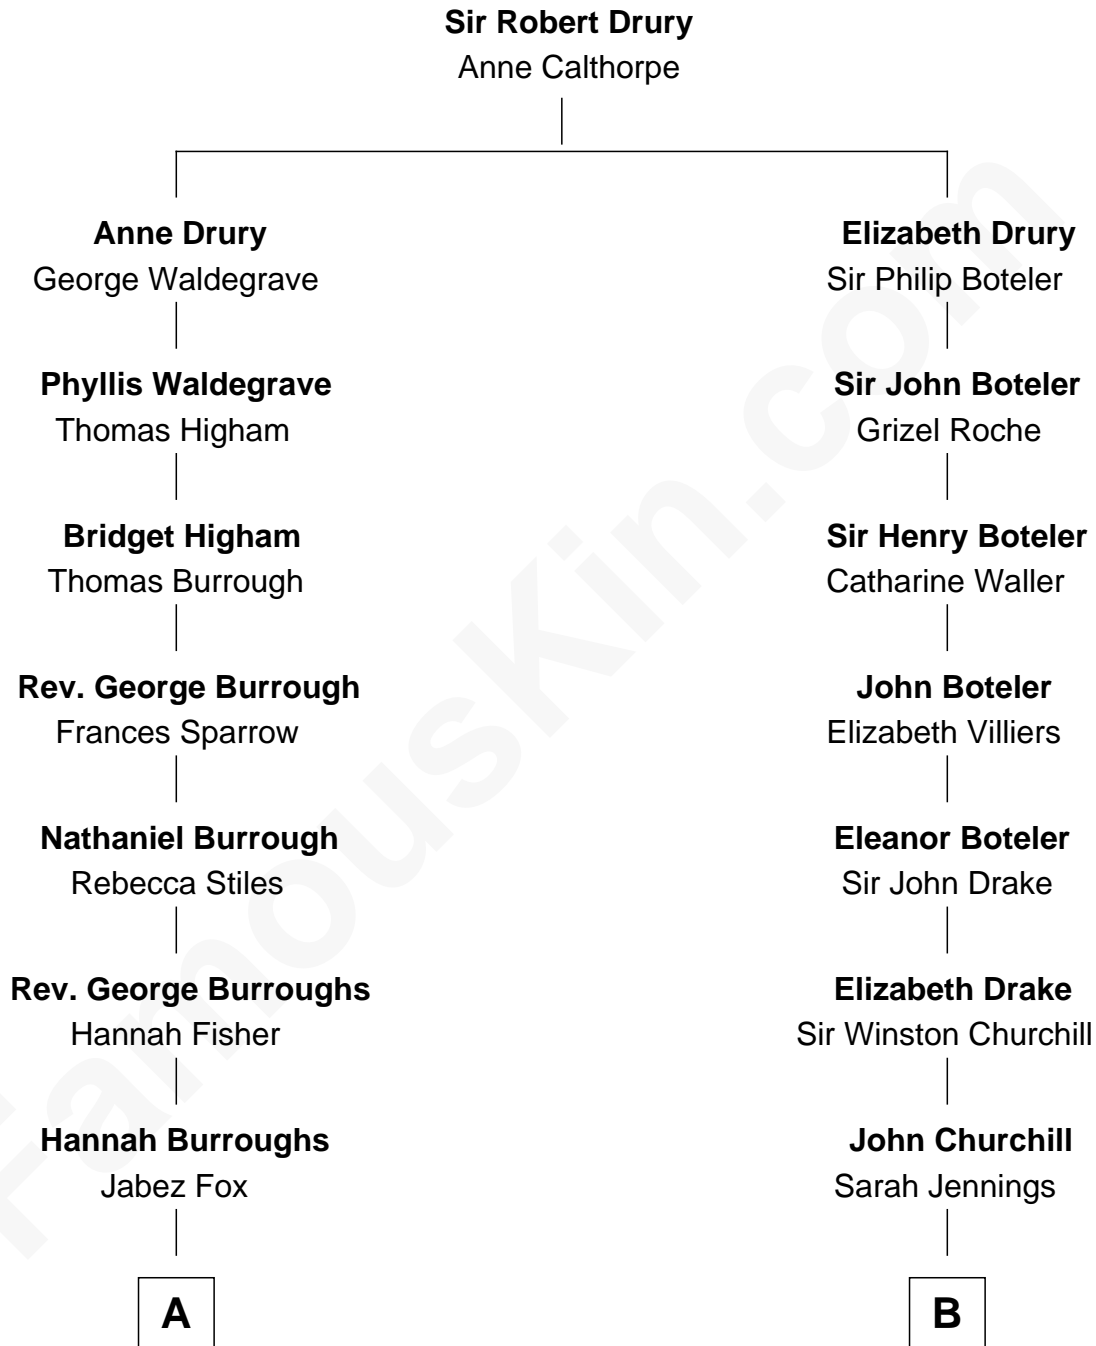 Sir Robert Drury
Anne Calthorpe
Anne Drury
George Waldegrave
Elizabeth Drury
Sir Philip Boteler
Phyllis Waldegrave
Thomas Higham
Sir John Boteler
Grizel Roche
Bridget Higham
Thomas Burrough
Sir Henry Boteler
Catharine Waller
Rev. George Burrough
Frances Sparrow
John Boteler
Elizabeth Villiers
Nathaniel Burrough
Rebecca Stiles
Eleanor Boteler
Sir John Drake
Rev. George Burroughs
Hannah Fisher
Elizabeth Drake
Sir Winston Churchill
Hannah Burroughs
Jabez Fox
John Churchill
Sarah Jennings
A
B
FamousKin.com